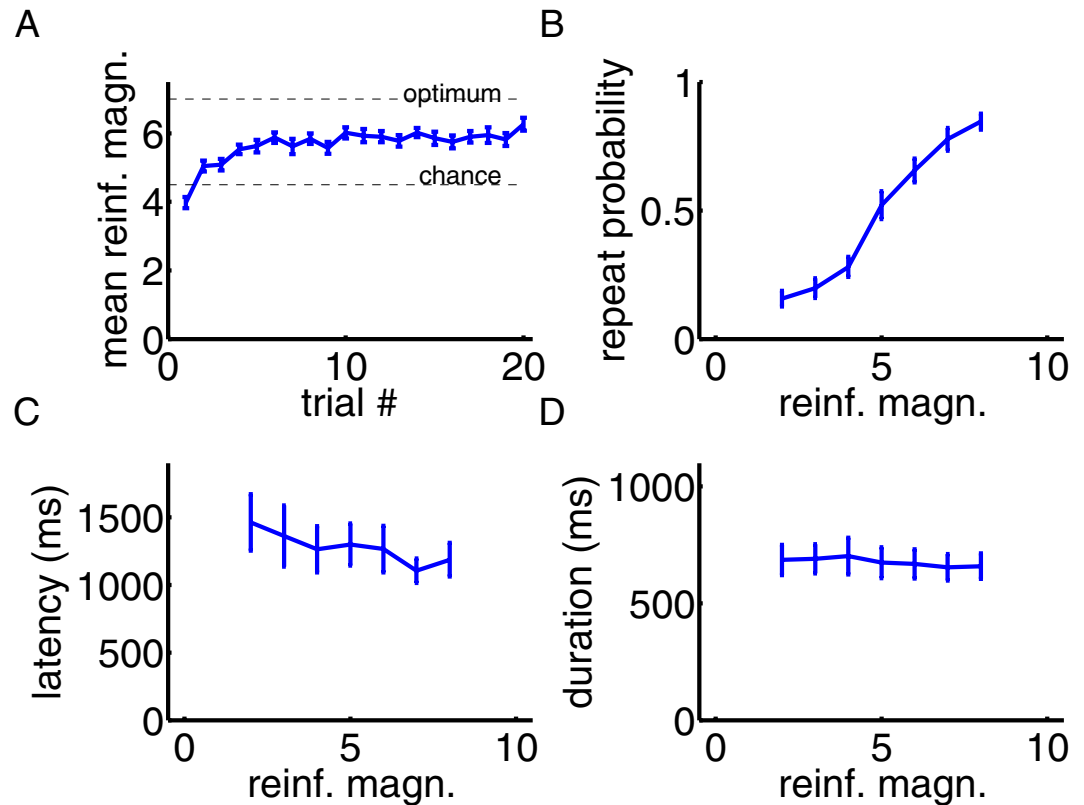 A
mean reinf. magn.
6
4
2
0
0
10
20
trial #
optimum
chance
B
repeat probability
1
0.5
0
0
5
10
reinf. magn.
C
latency (ms)
1500
1000
500
0
0
5
10
reinf. magn.
D
duration (ms)
1000
500
0
0
5
10
reinf. magn.